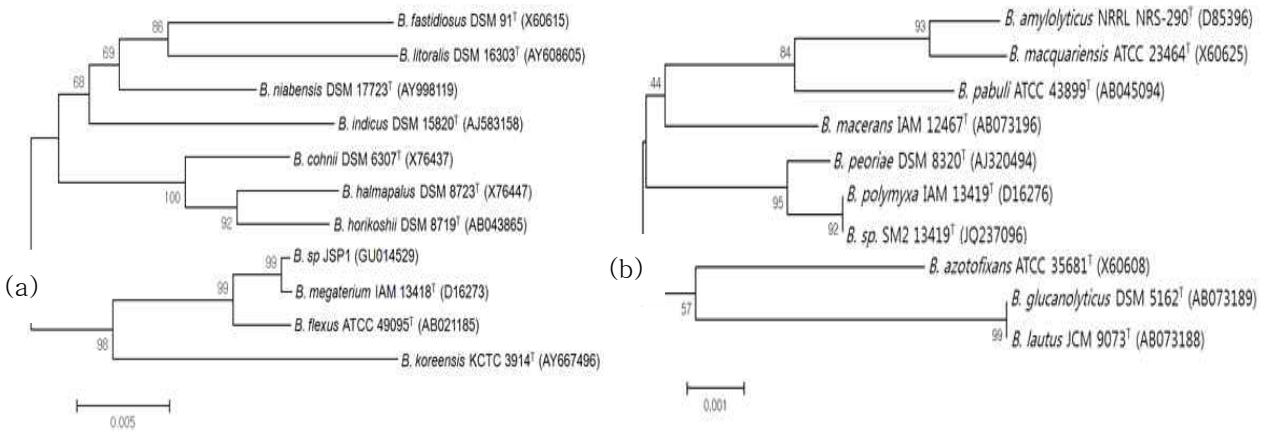 86
B. fastidiosus DSM 91ᵀ (X60615)
B. litoralis DSM 16303ᵀ (AY608605)
69
B. niabensis DSM 17723ᵀ (AY998119)
68
B. indicus DSM 15820ᵀ (AJ583158)
B. cohnii DSM 6307ᵀ (X76437)
100
B. halmapalus DSM 8723ᵀ (X76447)
92
B. horikoshii DSM 8719ᵀ (AB043865)
B. sp JSP1 (GU014529)
99
(a)
99
B. megaterium IAM 13418ᵀ (D16273)
B. flexus ATCC 49095ᵀ (AB021185)
98
B. koreensis KCTC 3914ᵀ (AY667496)
0.005
93
B. amylolyticus NRRL NRS-290ᵀ (D85396)
B. macquariensis ATCC 23464ᵀ (X60625)
84
B. pabuli ATCC 43899ᵀ (AB045094)
44
B. macerans IAM 12467ᵀ (AB073196)
B. peoriae DSM 8320ᵀ (AJ320494)
95
B. polymyxa IAM 13419ᵀ (D16276)
92
B. sp. SM2 13419ᵀ (JQ237096)
(b)
B. azotofixans ATCC 35681ᵀ (X60608)
57
B. glucanolyticus DSM 5162ᵀ (AB073189)
99
B. lautus JCM 9073ᵀ (AB073188)
0.001